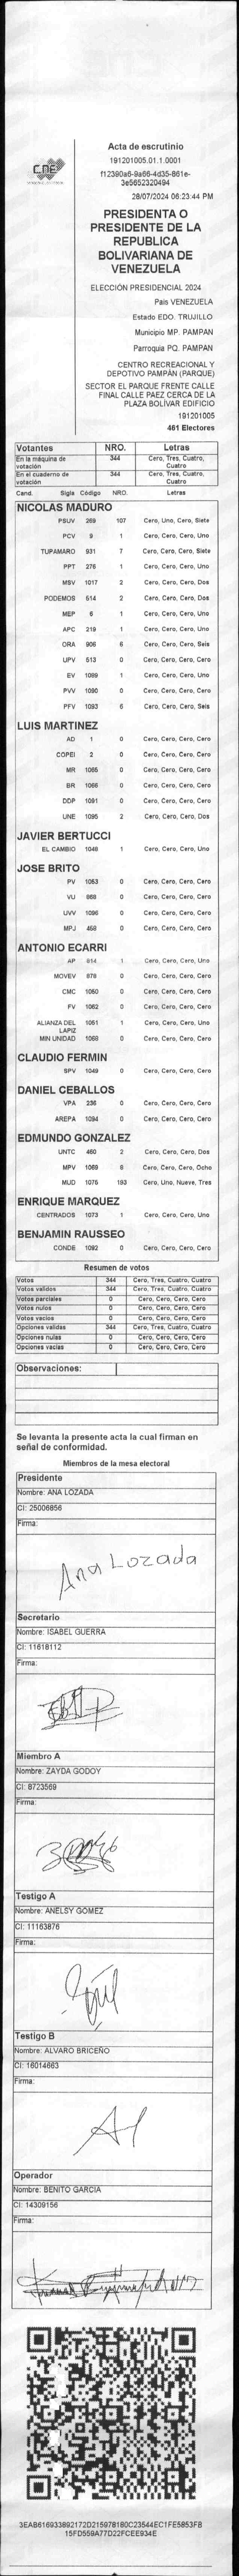 CNE
Acta de escrutinio
191201005.01.1.0001
f12390a6-9a66-4d35-861e-
3e5652320494
28/07/2024 06:23:44 PM
PRESIDENTA O
PRESIDENTE DE LA
REPUBLICA
BOLIVARIANA DE
VENEZUELA
ELECCIÓN PRESIDENCIAL 2024
País VENEZUELA
Estado EDO. TRUJILLO
Municipio MP. PAMPAN
Parroquia PQ. PAMPAN
CENTRO RECREACIONAL Y
DEPOTIVO PAMPÁN (PARQUE)
SECTOR EL PARQUE FRENTE CALLE
FINAL CALLE PAEZ CERCA DE LA
PLAZA BOLÍVAR EDIFICIO
191201005
461 Electores
Votantes NRO. Letras
En la máquina de votación 344 Cero, Tres, Cuatro, Cuatro
En el cuaderno de votación 344 Cero, Tres, Cuatro, Cuatro
Cand. Sigla Código NRO. Letras
NICOLAS MADURO
PSUV 269 107 Cero, Uno, Cero, Siete
PCV 9 1 Cero, Cero, Cero, Uno
TUPAMARO 931 7 Cero, Cero, Cero, Siete
PPT 276 1 Cero, Cero, Cero, Uno
MSV 1017 2 Cero, Cero, Cero, Dos
PODEMOS 514 2 Cero, Cero, Cero, Dos
MEP 6 1 Cero, Cero, Cero, Uno
APC 219 1 Cero, Cero, Cero, Uno
ORA 906 6 Cero, Cero, Cero, Seis
UPV 513 0 Cero, Cero, Cero, Cero
EV 1089 1 Cero, Cero, Cero, Uno
PVV 1090 0 Cero, Cero, Cero, Cero
PFV 1093 6 Cero, Cero, Cero, Seis
LUIS MARTINEZ
AD 1 0 Cero, Cero, Cero, Cero
COPEI 2 0 Cero, Cero, Cero, Cero
MR 1065 0 Cero, Cero, Cero, Cero
BR 1066 0 Cero, Cero, Cero, Cero
DDP 1091 0 Cero, Cero, Cero, Cero
UNE 1095 2 Cero, Cero, Cero, Dos
JAVIER BERTUCCI
EL CAMBIO 1048 1 Cero, Cero, Cero, Uno
JOSE BRITO
PV 1053 0 Cero, Cero, Cero, Cero
VU 868 0 Cero, Cero, Cero, Cero
UVV 1096 0 Cero, Cero, Cero, Cero
MPJ 458 0 Cero, Cero, Cero, Cero
ANTONIO ECARRI
AP 914 1 Cero, Cero, Cero, Uno
MOVEV 879 0 Cero, Cero, Cero, Cero
CMC 1050 0 Cero, Cero, Cero, Cero
FV 1062 0 Cero, Cero, Cero, Cero
ALIANZA DEL LAPIZ 1051 1 Cero, Cero, Cero, Uno
MIN UNIDAD 1069 0 Cero, Cero, Cero, Cero
CLAUDIO FERMIN
SPV 1049 0 Cero, Cero, Cero, Cero
DANIEL CEBALLOS
VPA 236 0 Cero, Cero, Cero, Cero
AREPA 1094 0 Cero, Cero, Cero, Cero
EDMUNDO GONZALEZ
UNTC 460 2 Cero, Cero, Cero, Dos
MPV 1069 8 Cero, Cero, Cero, Ocho
MUD 1076 193 Cero, Uno, Nueve, Tres
ENRIQUE MARQUEZ
CENTRADOS 1073 1 Cero, Cero, Cero, Uno
BENJAMIN RAUSSEO
CONDE 1092 0 Cero, Cero, Cero, Cero
Resumen de votos
Votos 344 Cero, Tres, Cuatro, Cuatro
Votos validos 344 Cero, Tres, Cuatro, Cuatro
Votos parciales 0 Cero, Cero, Cero, Cero
Votos nulos 0 Cero, Cero, Cero, Cero
Votos vacios 0 Cero, Cero, Cero, Cero
Opciones validas 344 Cero, Tres, Cuatro, Cuatro
Opciones nulas 0 Cero, Cero, Cero, Cero
Opciones vacias 0 Cero, Cero, Cero, Cero
Observaciones:
Se levanta la presente acta la cual firman en
señal de conformidad.
Miembros de la mesa electoral
Presidente
Nombre: ANA LOZADA
CI: 25006856
Firma:
Ana Lozada
Secretario
Nombre: ISABEL GUERRA
CI: 11618112
Firma:
Miembro A
Nombre: ZAYDA GODOY
CI: 8723569
Firma:
Testigo A
Nombre: ANELSY GOMEZ
CI: 11163876
Firma:
Testigo B
Nombre: ALVARO BRICEÑO
CI: 16014663
Firma:
Operador
Nombre: BENITO GARCIA
CI: 14309156
Firma:
3EAB616933892172D215978180C23544EC1FE5853FB
15FD559A77D22FCEE934E